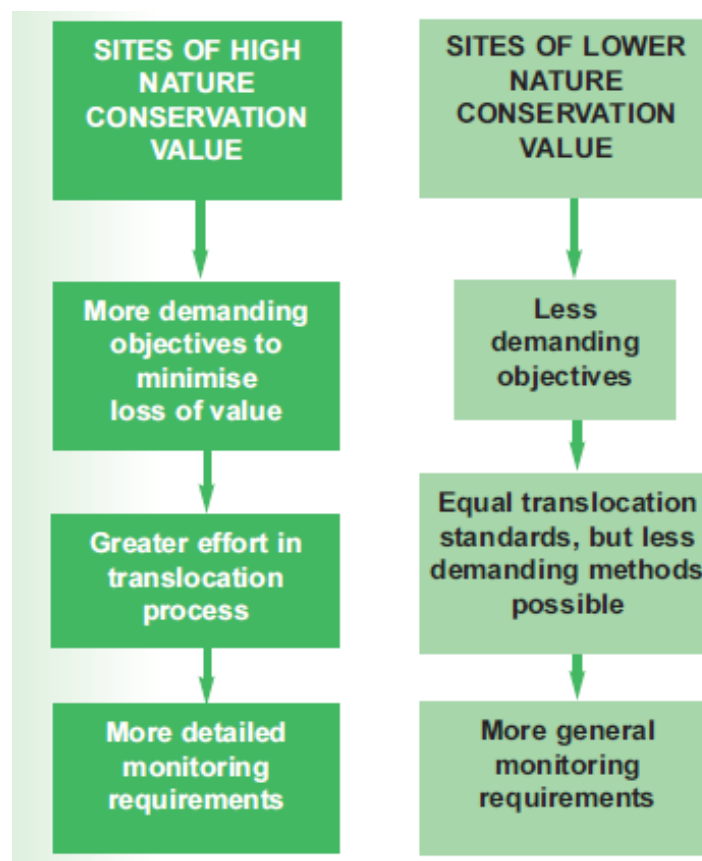 SITES OF HIGH
NATURE
CONSERVATION
VALUE
More demanding
objectives to
minimise
loss of value
Greater effort in
translocation
process
More detailed
monitoring
requirements
SITES OF LOWER
NATURE
CONSERVATION
VALUE
Less
demanding
objectives
Equal translocation
standards, but less
demanding methods
possible
More general
monitoring
requirements